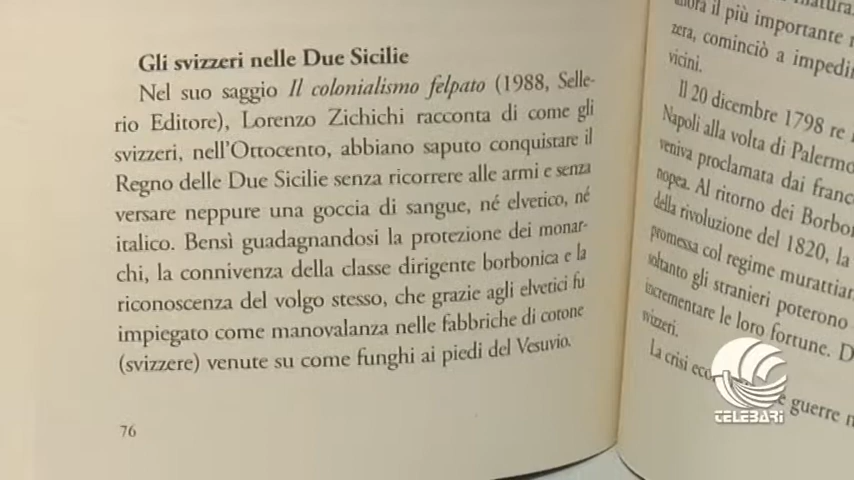 Gli svizzeri nelle Due Sicilie
Nel suo saggio Il colonialismo felpato (1988, Selle-
rio Editore), Lorenzo Zichichi racconta di come gli
svizzeri, nell'Ottocento, abbiano saputo conquistare il
Regno delle Due Sicilie senza ricorrere alle armi e senza
versare neppure una goccia di sangue, né elvetico, né
italico. Bensì guadagnandosi la protezione dei monar-
chi, la connivenza della classe dirigente borbonica e la
riconoscenza del volgo stesso, che grazie agli elvetici fu
impiegato come manovalanza nelle fabbriche di cotone
(svizzere) venute su come funghi ai piedi del Vesuvio.
76
il più importante
zera, cominciò a
vicini.
Il 20 dicembre 1798 re
Napoli alla volta di Palermo
veniva proclamata dai
nopea. Al ritorno dei
della rivoluzione del 1820, la
promessa col regime
soltanto gli stranieri poterono
incrementare le loro fortune.
svizzeri.
La crisi
guerre
TELEBARI